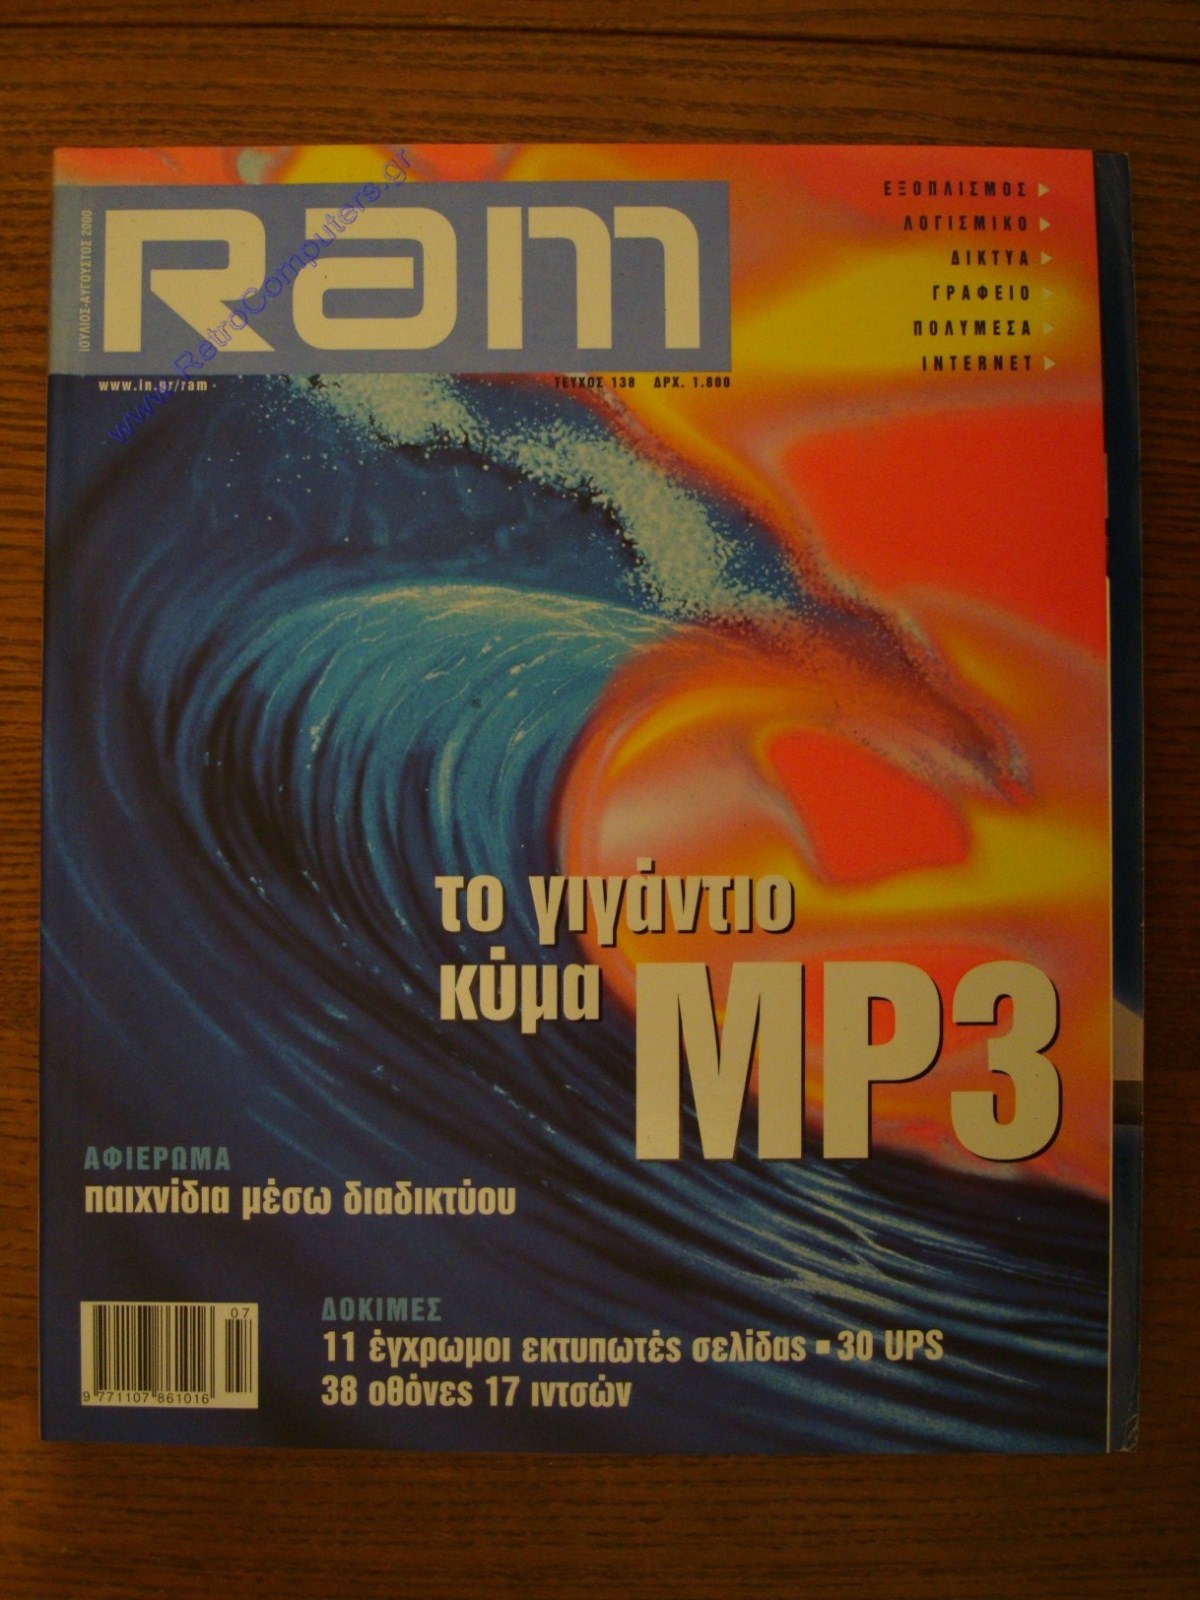 ΙΟΥΛΙΟΣ-ΑΥΓΟΥΣΤΟΣ 2000
Ram
www.RetroComputers.gr
www.in.gr/ram
ΤΕΥΧΟΣ 138 ΔΡΧ. 1.800
ΕΞΟΠΛΙΣΜΟΣ
ΛΟΓΙΣΜΙΚΟ
ΔΙΚΤΥΑ
ΓΡΑΦΕΙΟ
ΠΟΛΥΜΕΣΑ
INTERNET
το γιγάντιο
κύμα MP3
ΑΦΙΕΡΩΜΑ
παιχνίδια μέσω διαδικτύου
ΔΟΚΙΜΕΣ
11 έγχρωμοι εκτυπωτές σελίδας ▪ 30 UPS
38 οθόνες 17 ιντσών
07
9 771107 861016